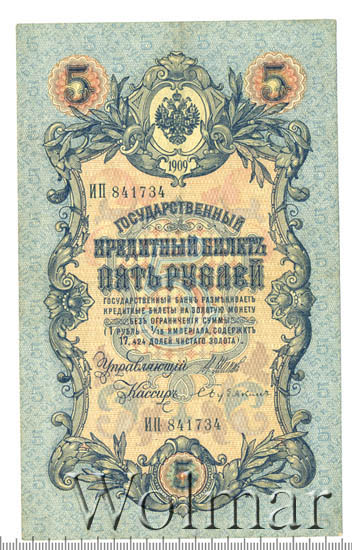 5 5
1909
ИП 841734
ГОСУДАРСТВЕННЫЙ
КРЕДИТНЫЙ БИЛЕТЪ
ПЯТЬ РУБЛЕЙ
ГОСУДАРСТВЕННЫЙ БАНКЪ РАЗМѢНИВАЕТЪ
КРЕДИТНЫЕ БИЛЕТЫ НА ЗОЛОТУЮ МОНЕТУ
БЕЗЪ ОГРАНИЧЕНІЯ СУММЫ
(1 РУБЛЬ = 1/15 ИМПЕРІАЛА, СОДЕРЖИТЪ
17,424 ДОЛЕЙ ЧИСТАГО ЗОЛОТА).
Управляющій
Кассиръ
ИП 841734
5
Wolmar